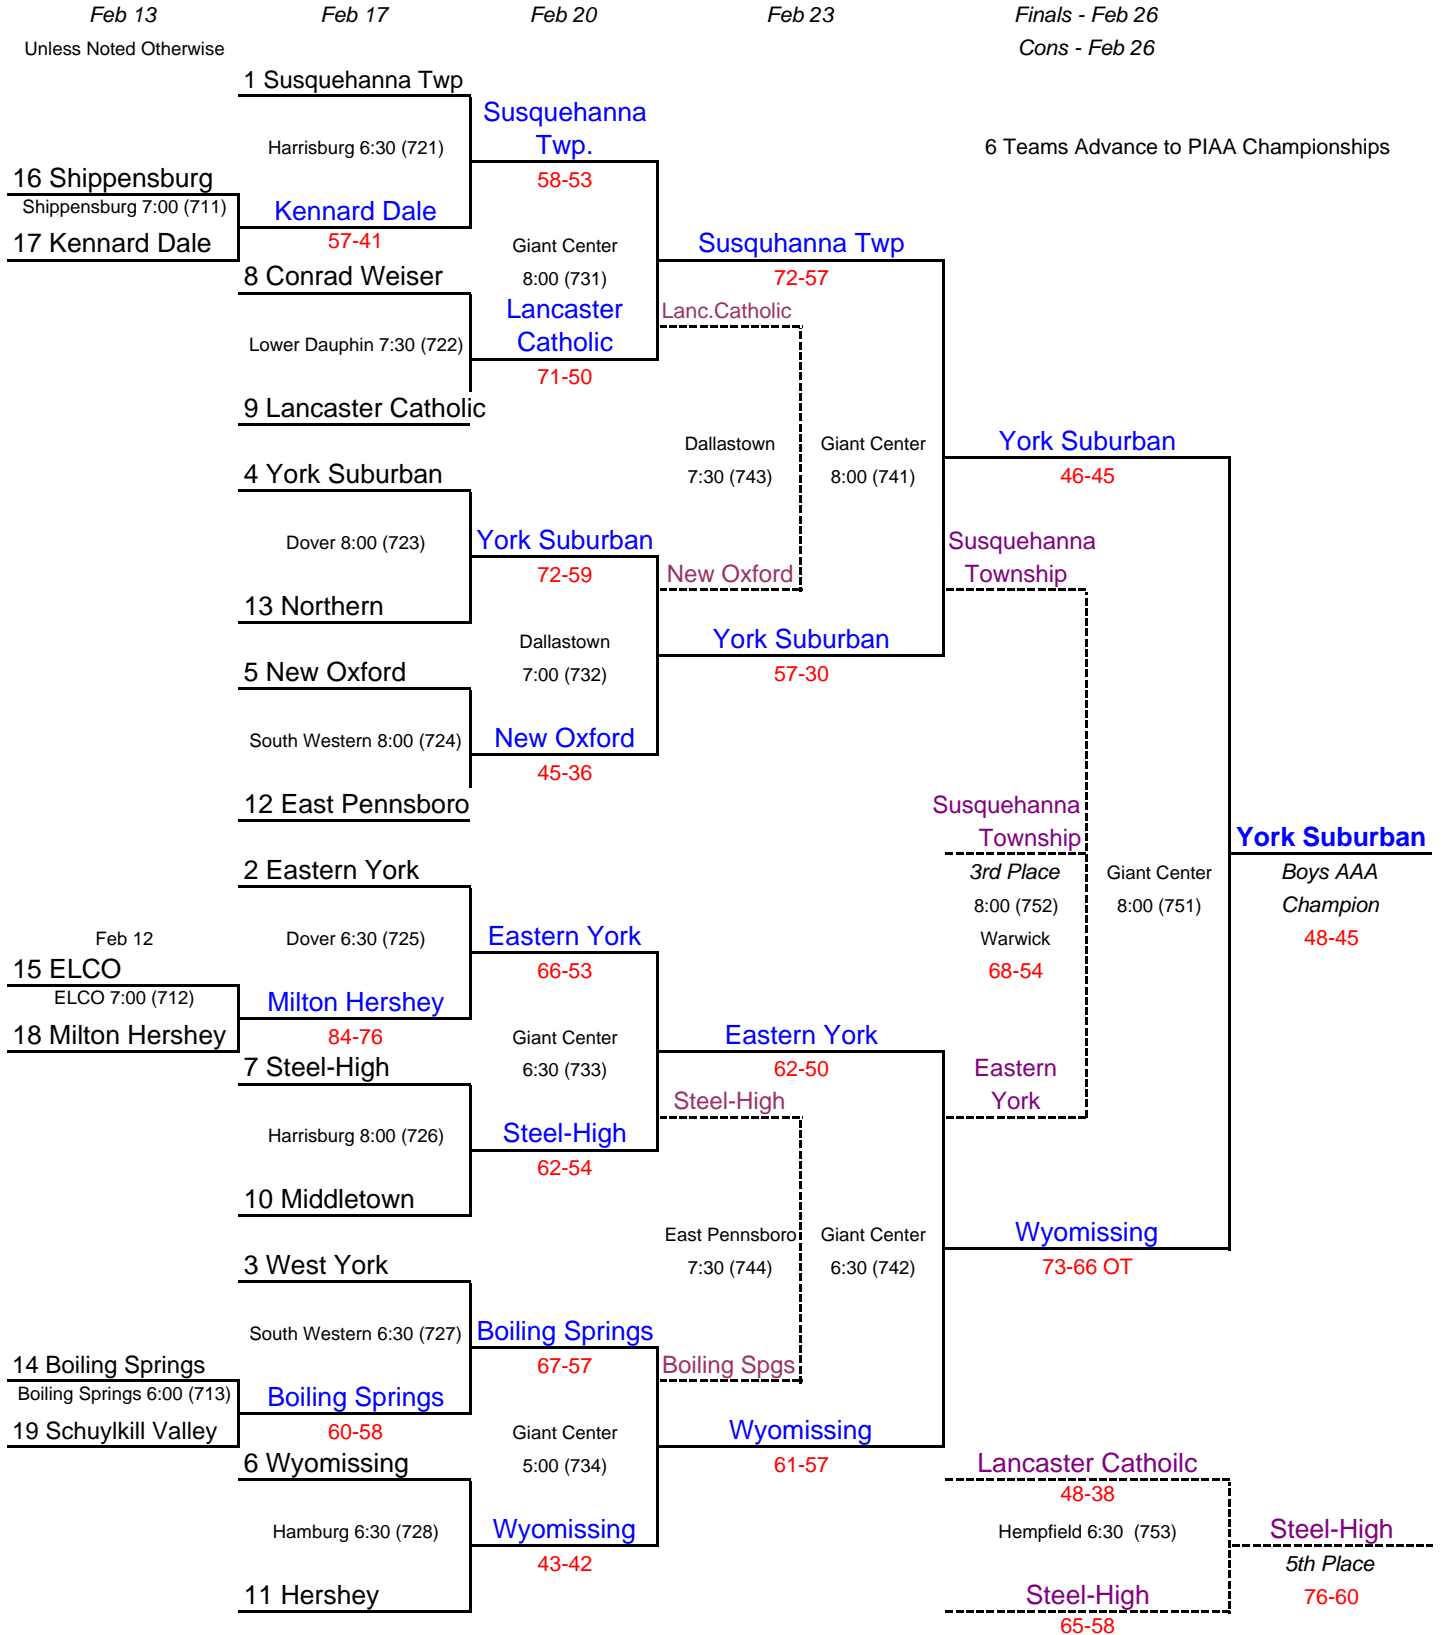 Feb 13 Feb 17 Feb 20 Feb 23 Finals - Feb 26
Unless Noted Otherwise Cons - Feb 26
1 Susquehanna Twp
Susquehanna
Twp.
Harrisburg 6:30 (721)
6 Teams Advance to PIAA Championships
16 Shippensburg
58-53
Shippensburg 7:00 (711)
Kennard Dale
17 Kennard Dale
57-41
Giant Center
Susquhanna Twp
8 Conrad Weiser
8:00 (731)
72-57
Lancaster
Catholic
Lanc.Catholic
Lower Dauphin 7:30 (722)
71-50
9 Lancaster Catholic
Dallastown
7:30 (743)
Giant Center
8:00 (741)
York Suburban
46-45
4 York Suburban
Dover 8:00 (723)
York Suburban
72-59
New Oxford
Susquehanna
Township
13 Northern
Dallastown
7:00 (732)
York Suburban
57-30
5 New Oxford
South Western 8:00 (724)
New Oxford
45-36
12 East Pennsboro
Susquehanna
Township
York Suburban
2 Eastern York
3rd Place
8:00 (752)
Warwick
68-54
Giant Center
8:00 (751)
Boys AAA
Champion
48-45
Feb 12
Dover 6:30 (725)
Eastern York
66-53
15 ELCO
ELCO 7:00 (712)
Milton Hershey
18 Milton Hershey
84-76
Giant Center
6:30 (733)
Eastern York
62-50
7 Steel-High
Eastern
York
Steel-High
Harrisburg 8:00 (726)
Steel-High
62-54
10 Middletown
East Pennsboro
7:30 (744)
Giant Center
6:30 (742)
Wyomissing
73-66 OT
3 West York
South Western 6:30 (727)
Boiling Springs
67-57
Boiling Spgs
14 Boiling Springs
Boiling Springs 6:00 (713)
Boiling Springs
19 Schuylkill Valley
60-58
Giant Center
5:00 (734)
Wyomissing
61-57
6 Wyomissing
Lancaster Cathoilc
48-38
Hamburg 6:30 (728)
Wyomissing
43-42
Hempfield 6:30 (753)
Steel-High
5th Place
76-60
11 Hershey
Steel-High
65-58